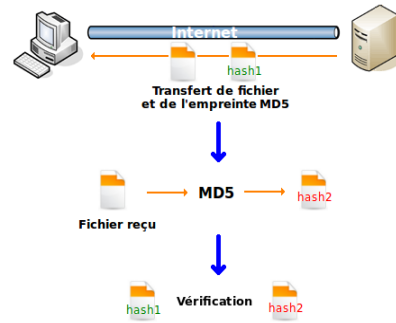 Internet
hash1
Transfert de fichier
et de l'empreinte MD5
MD5
hash2
Fichier reçu
hash1
Vérification
hash2